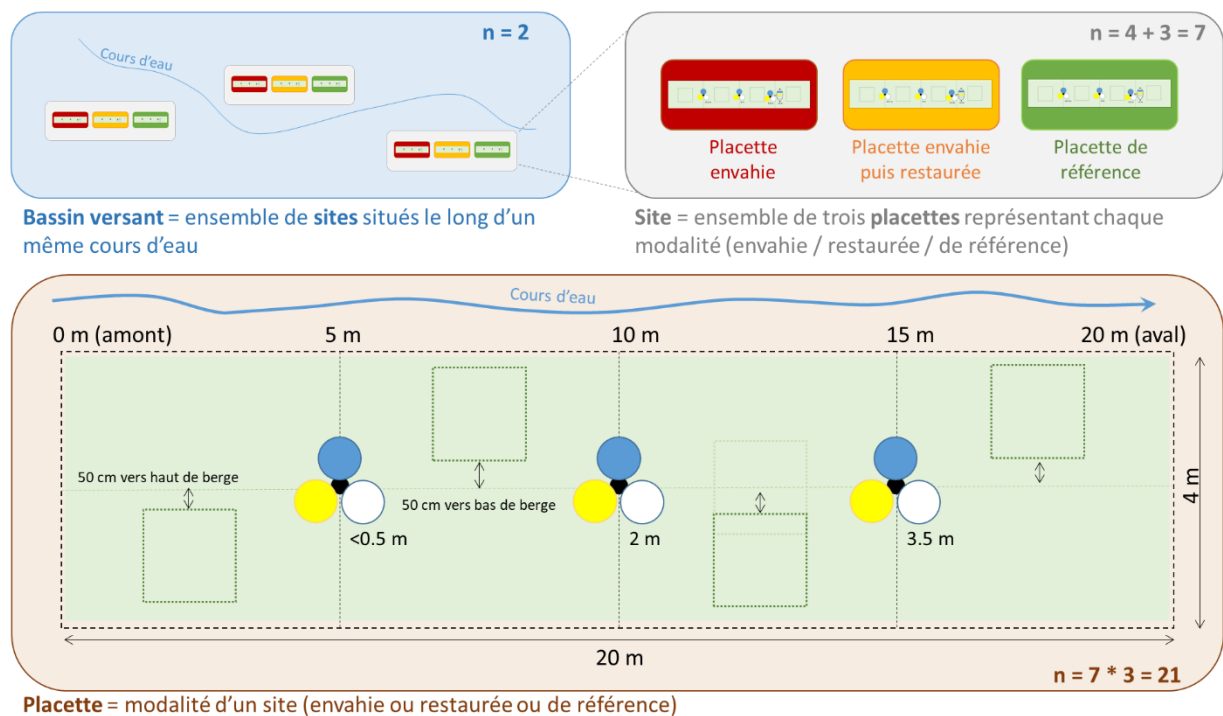 n = 2
Cours d'eau
Bassin versant = ensemble de sites situés le long d'un
même cours d'eau
n = 4 + 3 = 7
Placette
envahie
Placette envahie
puis restaurée
Placette de
référence
Site = ensemble de trois placettes représentant chaque
modalité (envahie / restaurée / de référence)
Cours d'eau
0 m (amont)
5 m
10 m
15 m
20 m (aval)
50 cm vers haut de berge
50 cm vers bas de berge
<0.5 m
2 m
3.5 m
4 m
20 m
n = 7 * 3 = 21
Placette = modalité d'un site (envahie ou restaurée ou de référence)